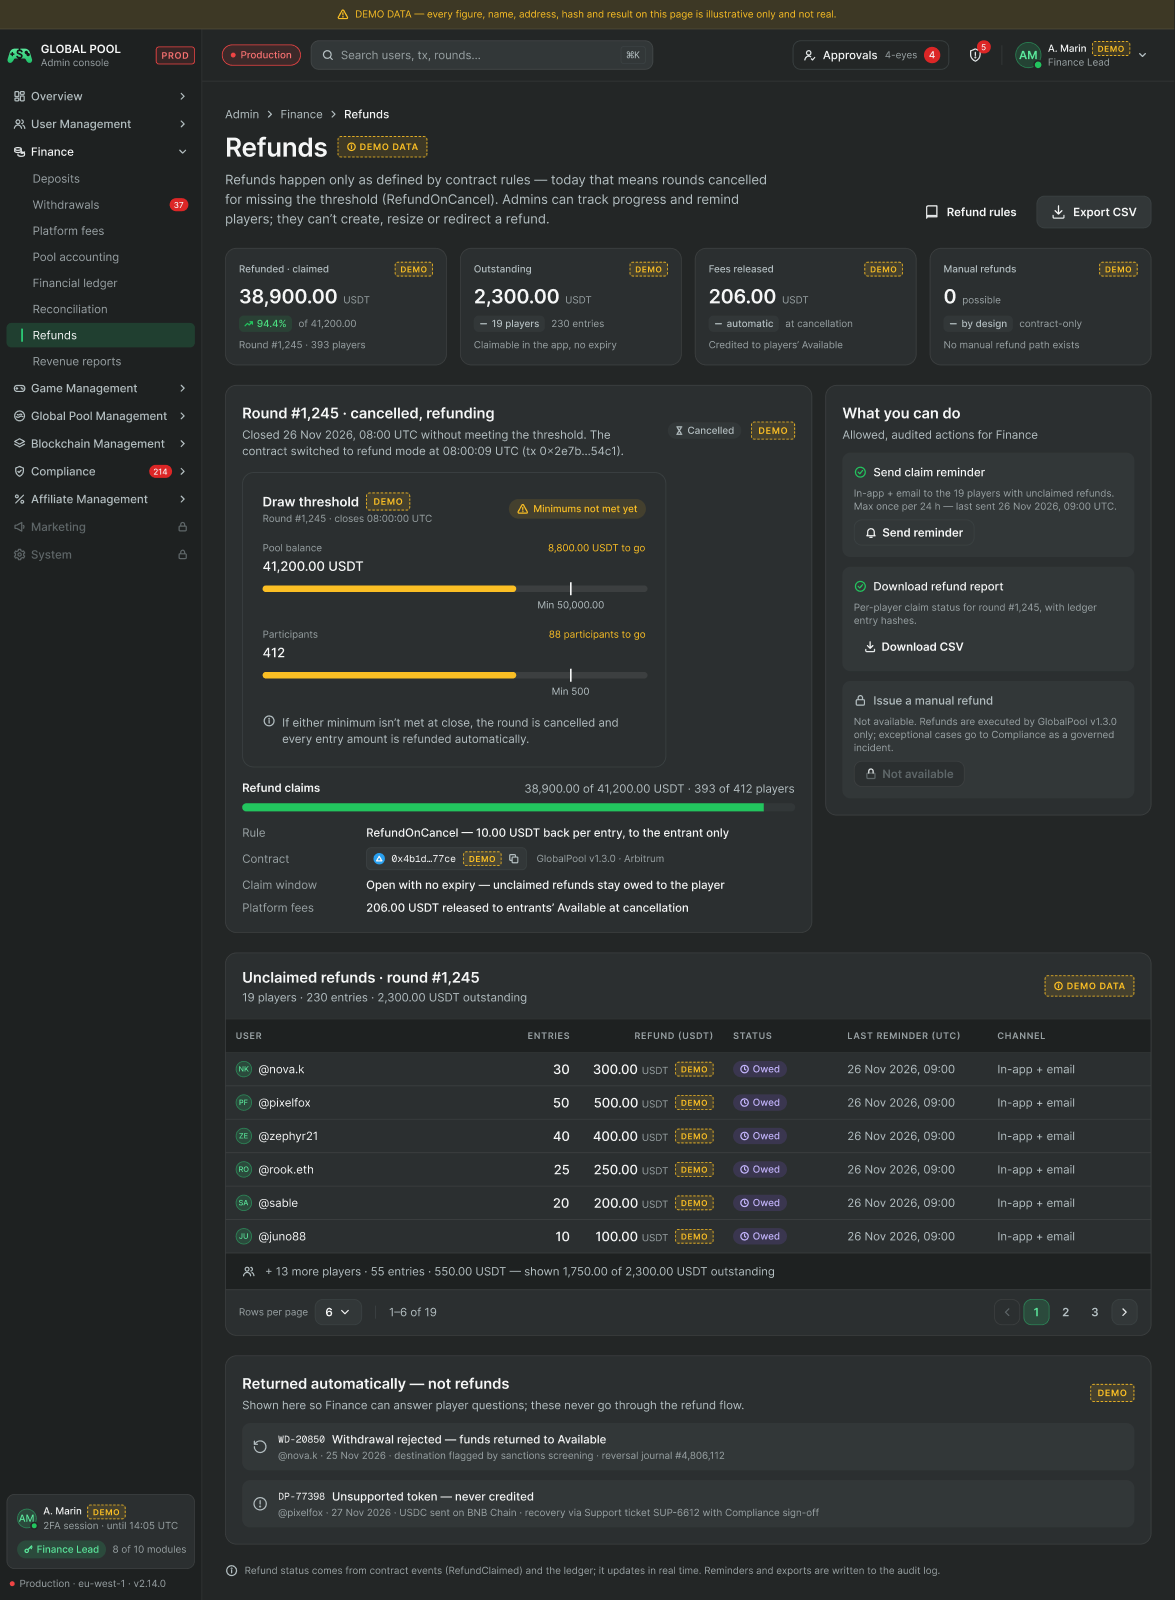 DEMO DATA — every figure, name, address, hash and result on this page is illustrative only and not real.
GLOBAL POOL
Admin console
PROD
Production
Search users, tx, rounds...
⌘K
Approvals 4-eyes 4
5
AM
A. Marin DEMO
Finance Lead
Overview
User Management
Finance
Deposits
Withdrawals 37
Platform fees
Pool accounting
Financial ledger
Reconciliation
Refunds
Revenue reports
Game Management
Global Pool Management
Blockchain Management
Compliance 214
Affiliate Management
Marketing
System
AM
A. Marin DEMO
2FA session · until 14:05 UTC
Finance Lead 8 of 10 modules
Production · eu-west-1 · v2.14.0
Admin > Finance > Refunds
Refunds DEMO DATA
Refunds happen only as defined by contract rules — today that means rounds cancelled
for missing the threshold (RefundOnCancel). Admins can track progress and remind
players; they can't create, resize or redirect a refund.
Refund rules
Export CSV
Refunded · claimed DEMO
38,900.00 USDT
94.4% of 41,200.00
Round #1,245 · 393 players
Outstanding DEMO
2,300.00 USDT
19 players 230 entries
Claimable in the app, no expiry
Fees released DEMO
206.00 USDT
automatic at cancellation
Credited to players' Available
Manual refunds DEMO
0 possible
by design contract-only
No manual refund path exists
Round #1,245 · cancelled, refunding
Closed 26 Nov 2026, 08:00 UTC without meeting the threshold. The
contract switched to refund mode at 08:00:09 UTC (tx 0×2e7b…54c1).
Cancelled DEMO
Draw threshold DEMO
Round #1,245 · closes 08:00:00 UTC
Minimums not met yet
Pool balance 8,800.00 USDT to go
41,200.00 USDT
Min 50,000.00
Participants 88 participants to go
412
Min 500
If either minimum isn't met at close, the round is cancelled and
every entry amount is refunded automatically.
Refund claims 38,900.00 of 41,200.00 USDT · 393 of 412 players
Rule RefundOnCancel — 10.00 USDT back per entry, to the entrant only
Contract 0x4b1d…77ce DEMO GlobalPool v1.3.0 · Arbitrum
Claim window Open with no expiry — unclaimed refunds stay owed to the player
Platform fees 206.00 USDT released to entrants' Available at cancellation
What you can do
Allowed, audited actions for Finance
Send claim reminder
In-app + email to the 19 players with unclaimed refunds.
Max once per 24 h — last sent 26 Nov 2026, 09:00 UTC.
Send reminder
Download refund report
Per-player claim status for round #1,245, with ledger
entry hashes.
Download CSV
Issue a manual refund
Not available. Refunds are executed by GlobalPool v1.3.0
only; exceptional cases go to Compliance as a governed
incident.
Not available
Unclaimed refunds · round #1,245
19 players · 230 entries · 2,300.00 USDT outstanding
DEMO DATA
USER ENTRIES REFUND (USDT) STATUS LAST REMINDER (UTC) CHANNEL
NK @nova.k 30 300.00 USDT DEMO Owed 26 Nov 2026, 09:00 In-app + email
PF @pixelfox 50 500.00 USDT DEMO Owed 26 Nov 2026, 09:00 In-app + email
ZE @zephyr21 40 400.00 USDT DEMO Owed 26 Nov 2026, 09:00 In-app + email
RO @rook.eth 25 250.00 USDT DEMO Owed 26 Nov 2026, 09:00 In-app + email
SA @sable 20 200.00 USDT DEMO Owed 26 Nov 2026, 09:00 In-app + email
JU @juno88 10 100.00 USDT DEMO Owed 26 Nov 2026, 09:00 In-app + email
+ 13 more players · 55 entries · 550.00 USDT — shown 1,750.00 of 2,300.00 USDT outstanding
Rows per page 6 1–6 of 19
1 2 3
Returned automatically — not refunds
Shown here so Finance can answer player questions; these never go through the refund flow.
DEMO
WD-20850 Withdrawal rejected — funds returned to Available
@nova.k · 25 Nov 2026 · destination flagged by sanctions screening · reversal journal #4,806,112
DP-77398 Unsupported token — never credited
@pixelfox · 27 Nov 2026 · USDC sent on BNB Chain · recovery via Support ticket SUP-6612 with Compliance sign-off
Refund status comes from contract events (RefundClaimed) and the ledger; it updates in real time. Reminders and exports are written to the audit log.